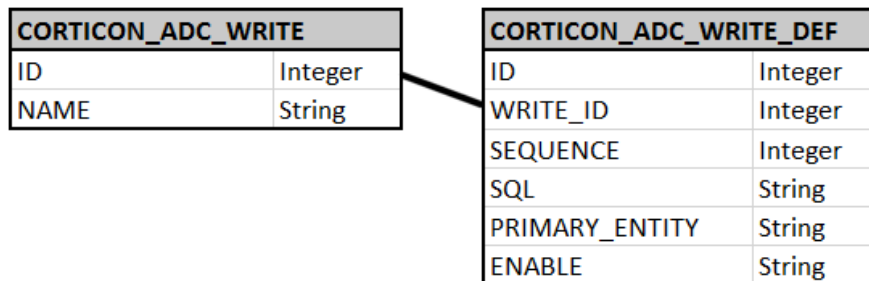 CORTICON_ADC_WRITE
ID Integer
NAME String
CORTICON_ADC_WRITE_DEF
ID Integer
WRITE_ID Integer
SEQUENCE Integer
SQL String
PRIMARY_ENTITY String
ENABLE String